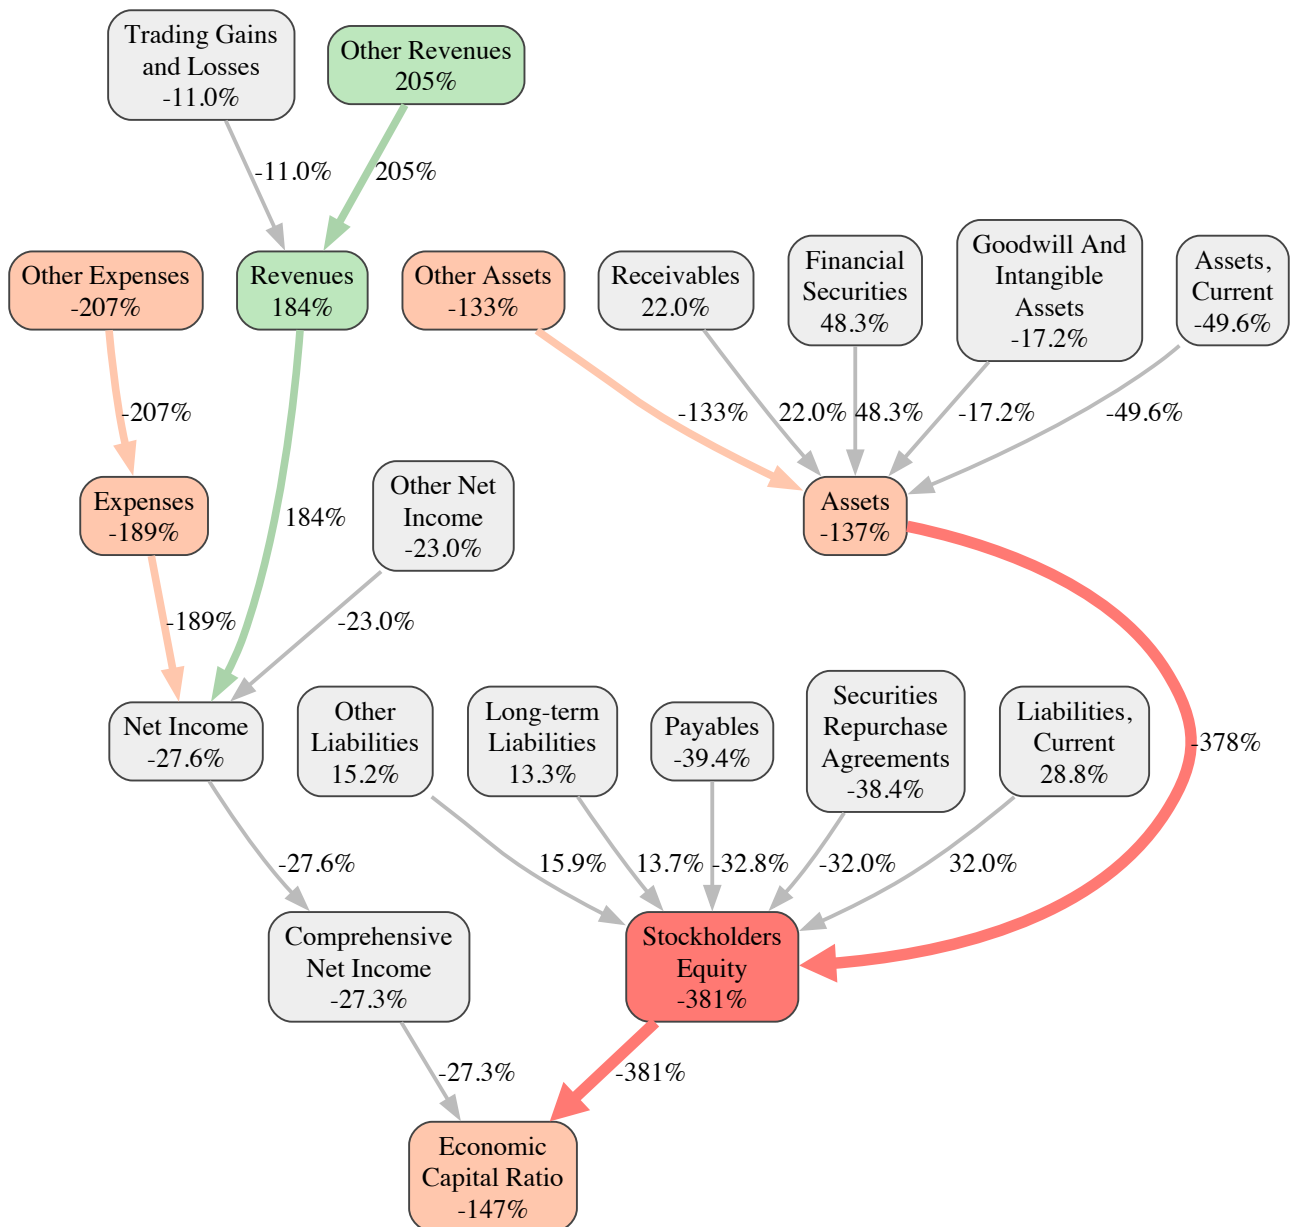 Trading Gains
and Losses
-11.0%
Other Revenues
205%
-11.0%
205%
Other Expenses
-207%
Revenues
184%
Other Assets
-133%
Receivables
22.0%
Financial
Securities
48.3%
Goodwill And
Intangible
Assets
-17.2%
Assets,
Current
-49.6%
-207%
-133%
22.0%
48.3%
-17.2%
-49.6%
Expenses
-189%
184%
Other Net
Income
-23.0%
Assets
-137%
-189%
-23.0%
Net Income
-27.6%
Other
Liabilities
15.2%
Long-term
Liabilities
13.3%
Payables
-39.4%
Securities
Repurchase
Agreements
-38.4%
Liabilities,
Current
28.8%
-378%
-27.6%
15.9%
13.7%
-32.8%
-32.0%
32.0%
Comprehensive
Net Income
-27.3%
Stockholders
Equity
-381%
-27.3%
-381%
Economic
Capital Ratio
-147%